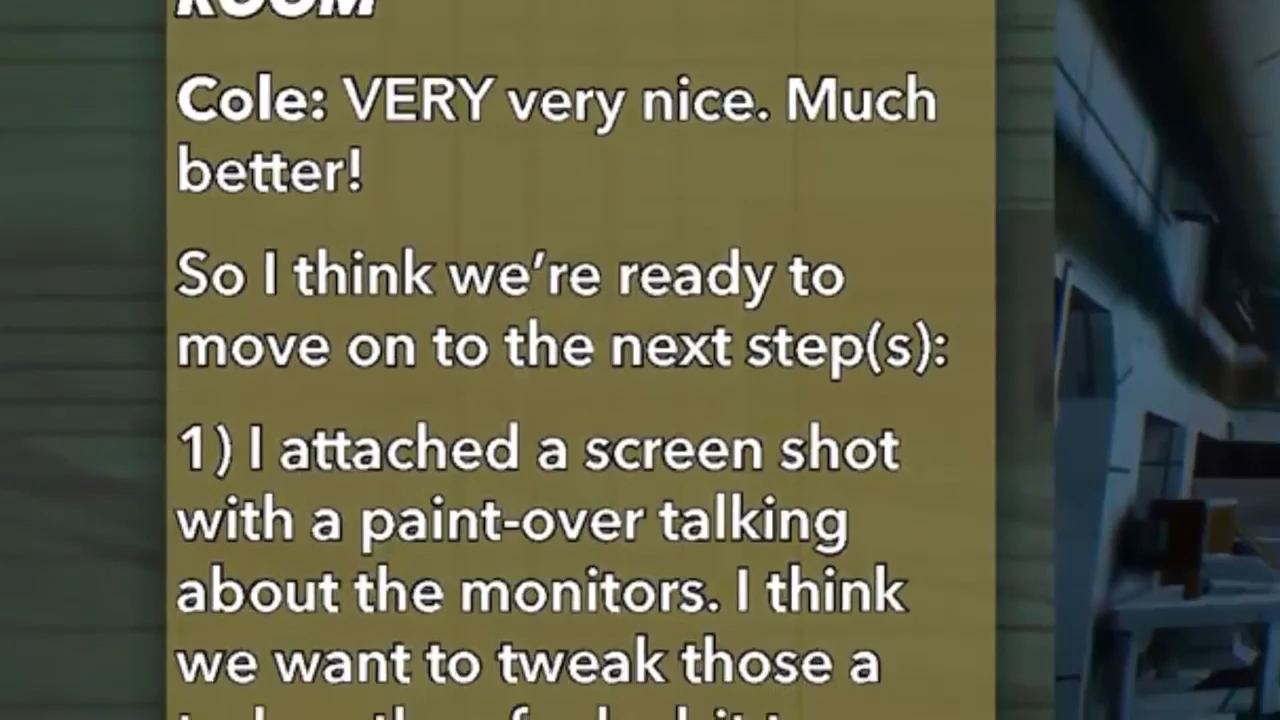 ROOM
Cole: VERY very nice. Much
better!
So I think we’re ready to
move on to the next step(s):
1) I attached a screen shot
with a paint-over talking
about the monitors. I think
we want to tweak those a